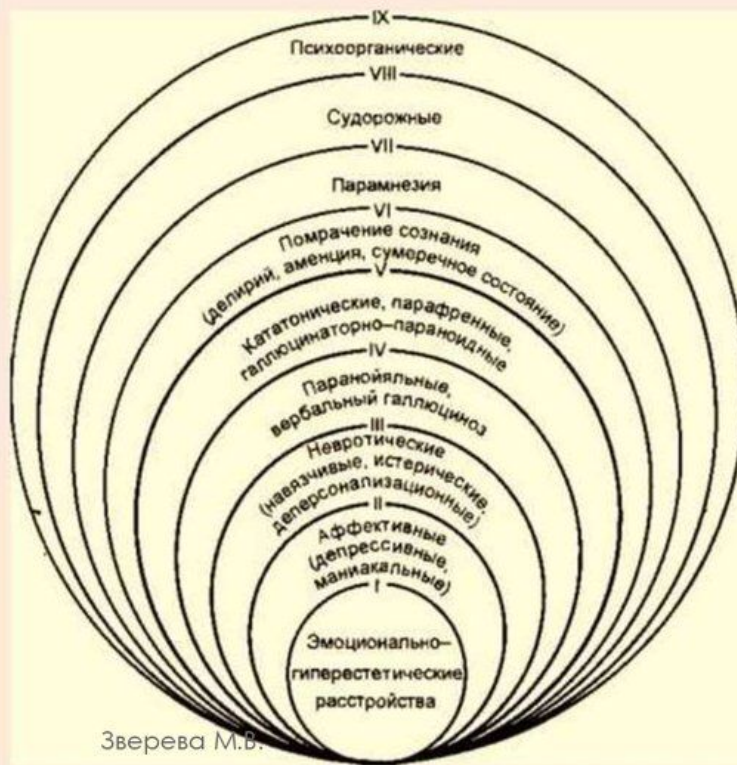 IX
Психоорганические
VIII
Судорожные
VII
Парамнезия
VI
Помрачение сознания
(делирий, аменция, сумеречное состояние)
V
Кататонические, парафренные,
галлюцинаторно-параноидные
IV
Паранойяльные,
вербальный галлюциноз
III
Невротические
(навязчивые, истерические,
деперсонализационные)
II
Аффективные
(депрессивные,
маниакальные)
I
Эмоционально-
гиперестетические
расстройства
Зверева М.В.